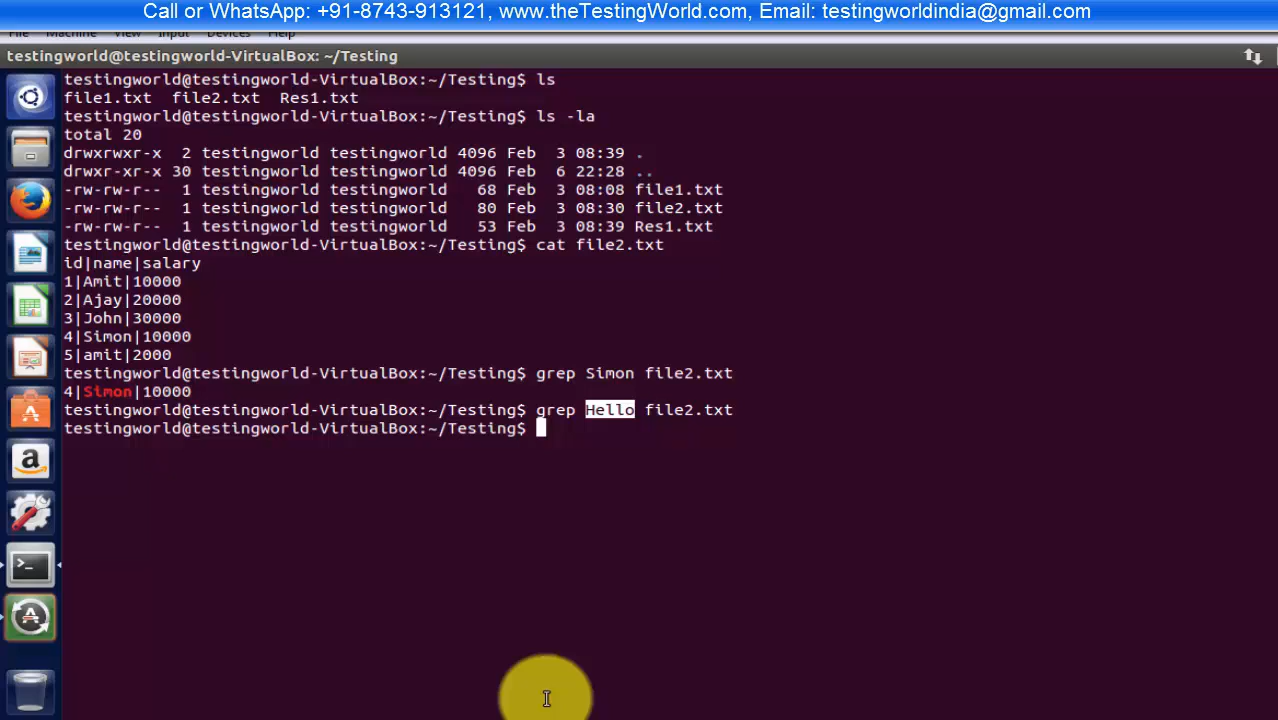 Call or WhatsApp: +91-8743-913121, www.theTestingWorld.com, Email: testingworldindia@gmail.com
File Machine View Input Devices Help
testingworld@testingworld-VirtualBox: ~/Testing
testingworld@testingworld-VirtualBox:~/Testing$ ls
file1.txt  file2.txt  Res1.txt
testingworld@testingworld-VirtualBox:~/Testing$ ls -la
total 20
drwxrwxr-x  2 testingworld testingworld 4096 Feb  3 08:39 .
drwxr-xr-x 30 testingworld testingworld 4096 Feb  6 22:28 ..
-rw-rw-r--  1 testingworld testingworld   68 Feb  3 08:08 file1.txt
-rw-rw-r--  1 testingworld testingworld   80 Feb  3 08:30 file2.txt
-rw-rw-r--  1 testingworld testingworld   53 Feb  3 08:39 Res1.txt
testingworld@testingworld-VirtualBox:~/Testing$ cat file2.txt
id|name|salary
1|Amit|10000
2|Ajay|20000
3|John|30000
4|Simon|10000
5|amit|2000
testingworld@testingworld-VirtualBox:~/Testing$ grep Simon file2.txt
4|Simon|10000
testingworld@testingworld-VirtualBox:~/Testing$ grep Hello file2.txt
testingworld@testingworld-VirtualBox:~/Testing$